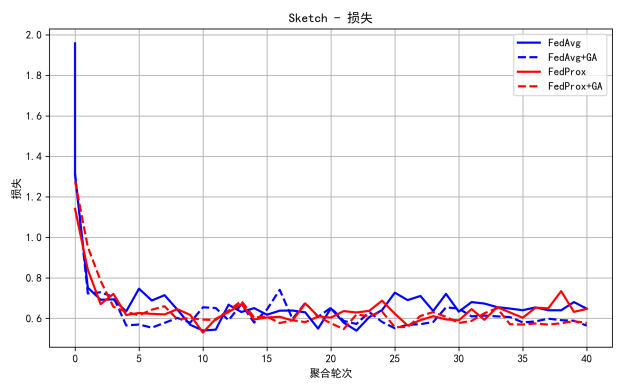 Sketch - 损失
2.0
1.8
1.6
1.4
1.2
1.0
0.8
0.6
损失
FedAvg
FedAvg+GA
FedProx
FedProx+GA
0 5 10 15 20 25 30 35 40
聚合轮次